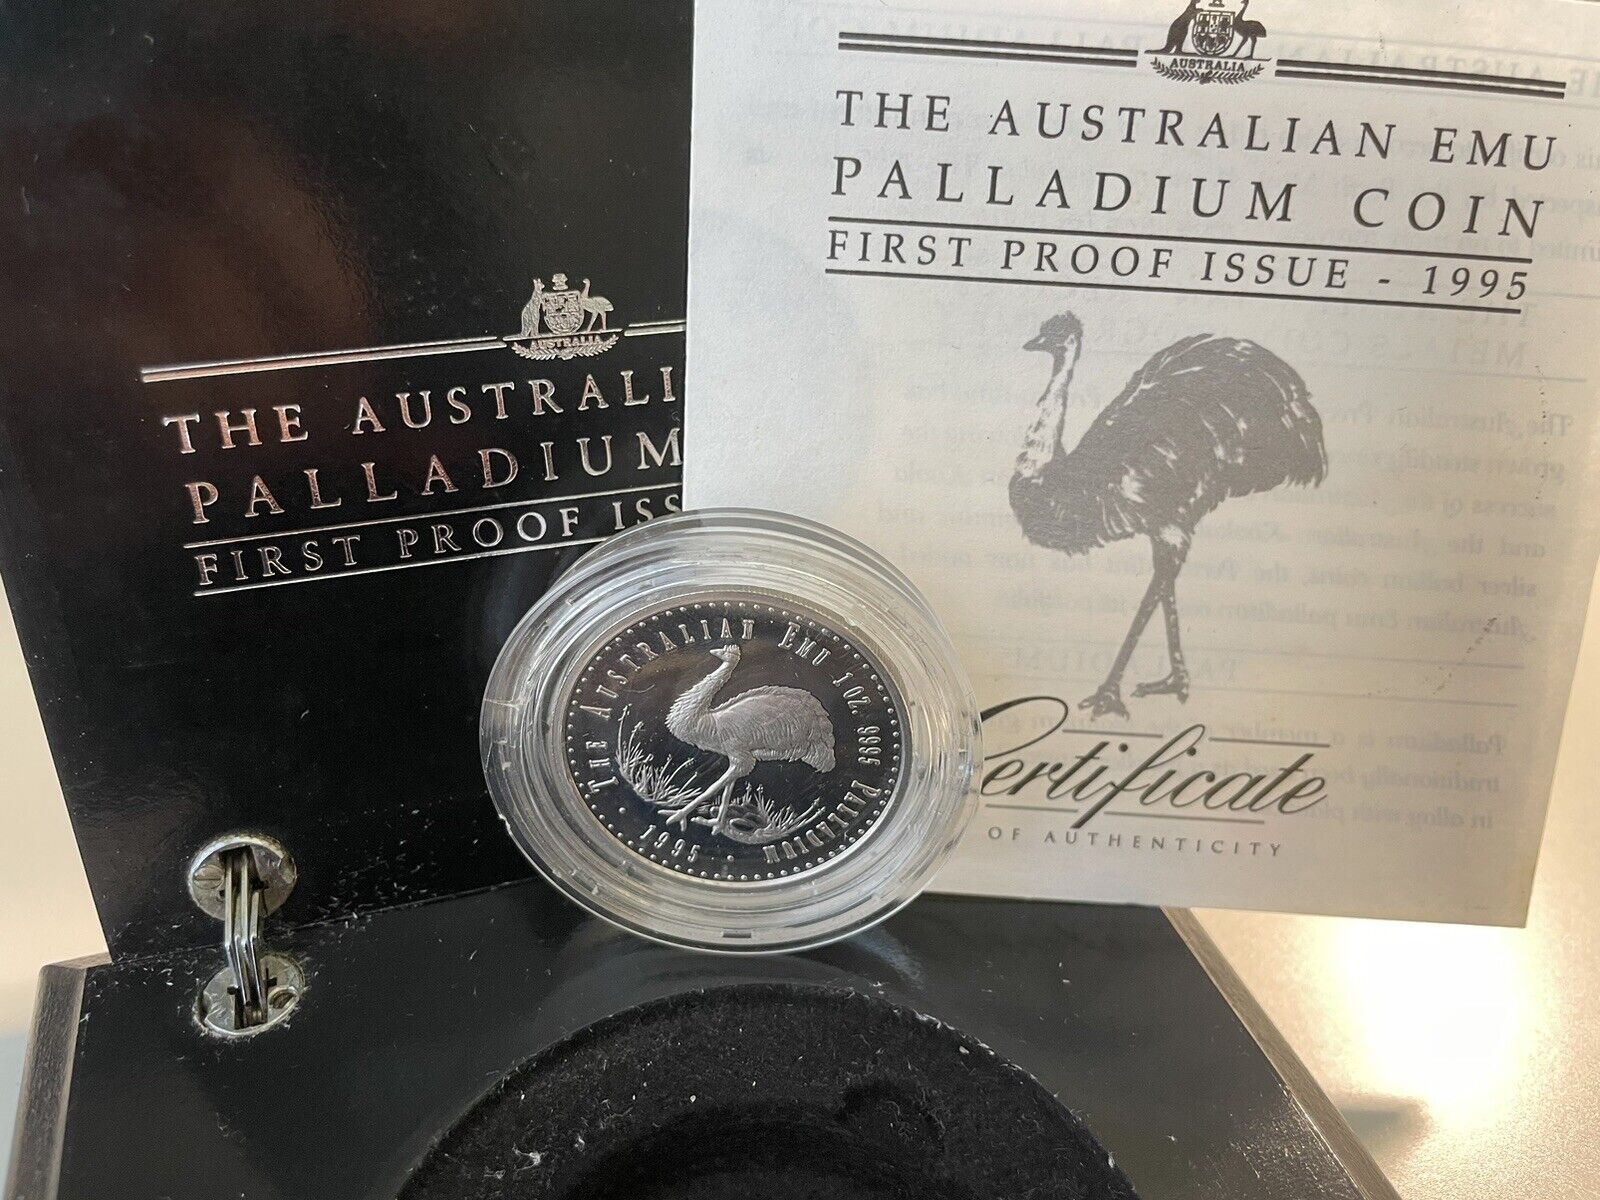 AUSTRALIA
THE AUSTRALI
PALLADIUM
FIRST PROOF ISS
AUSTRALIA
THE AUSTRALIAN EMU
PALLADIUM COIN
FIRST PROOF ISSUE - 1995
Certificate
OF AUTHENTICITY
THE AUSTRALIAN EMU 1 OZ. 9995 PALLADIUM
· 1995 ·